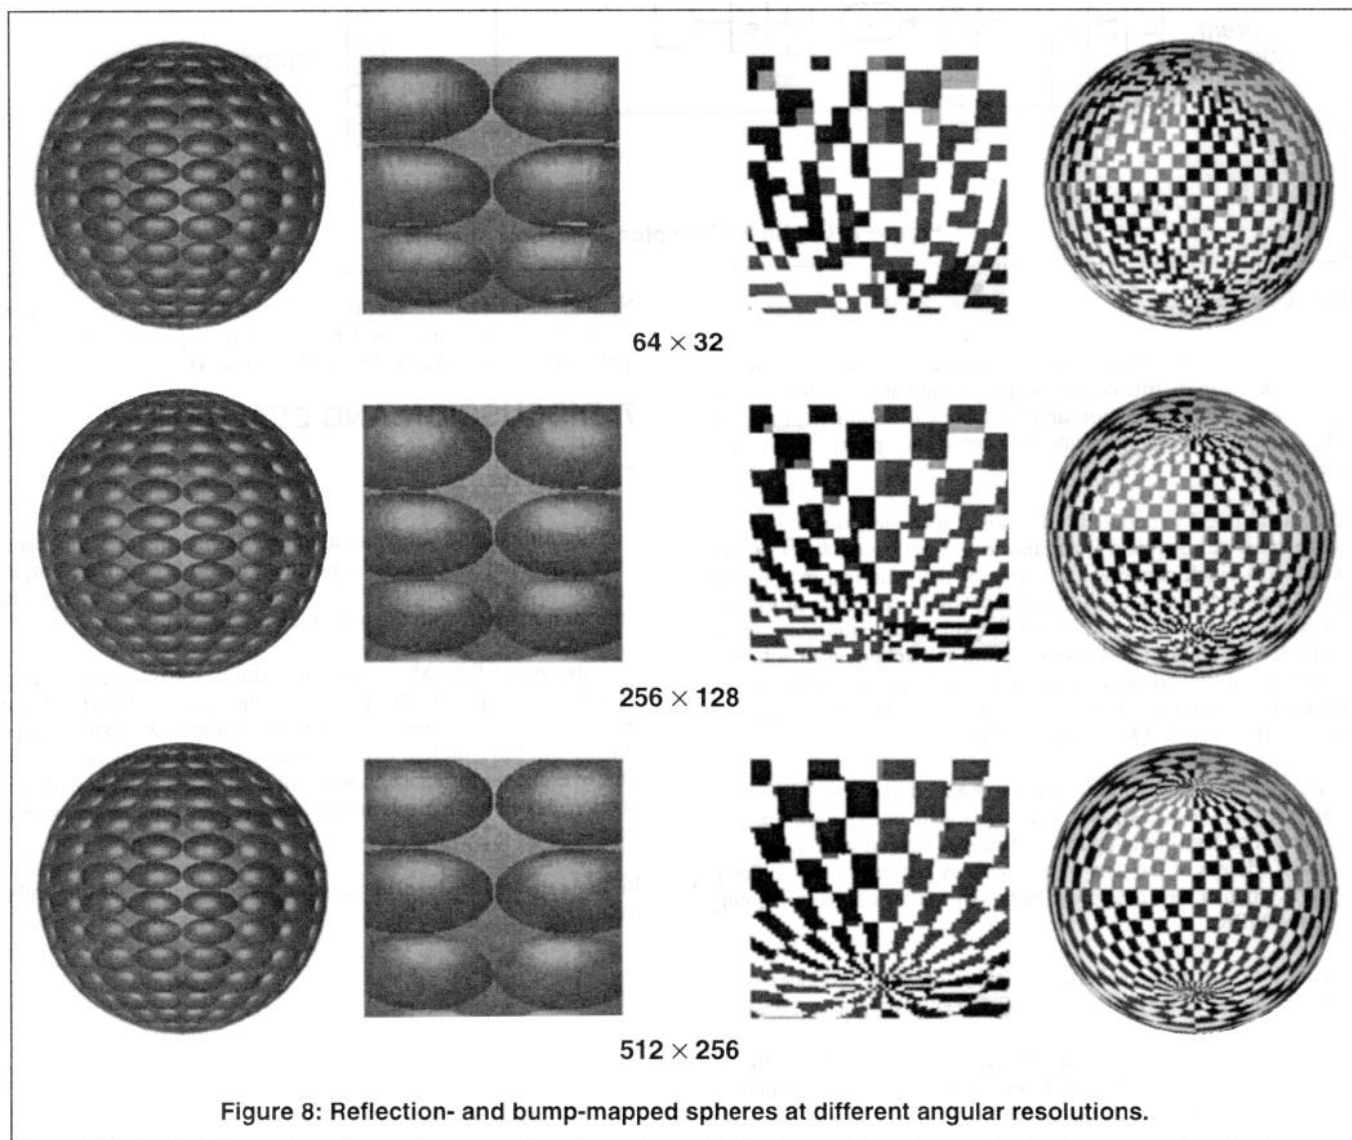 64 × 32
256 × 128
512 × 256
Figure 8: Reflection- and bump-mapped spheres at different angular resolutions.